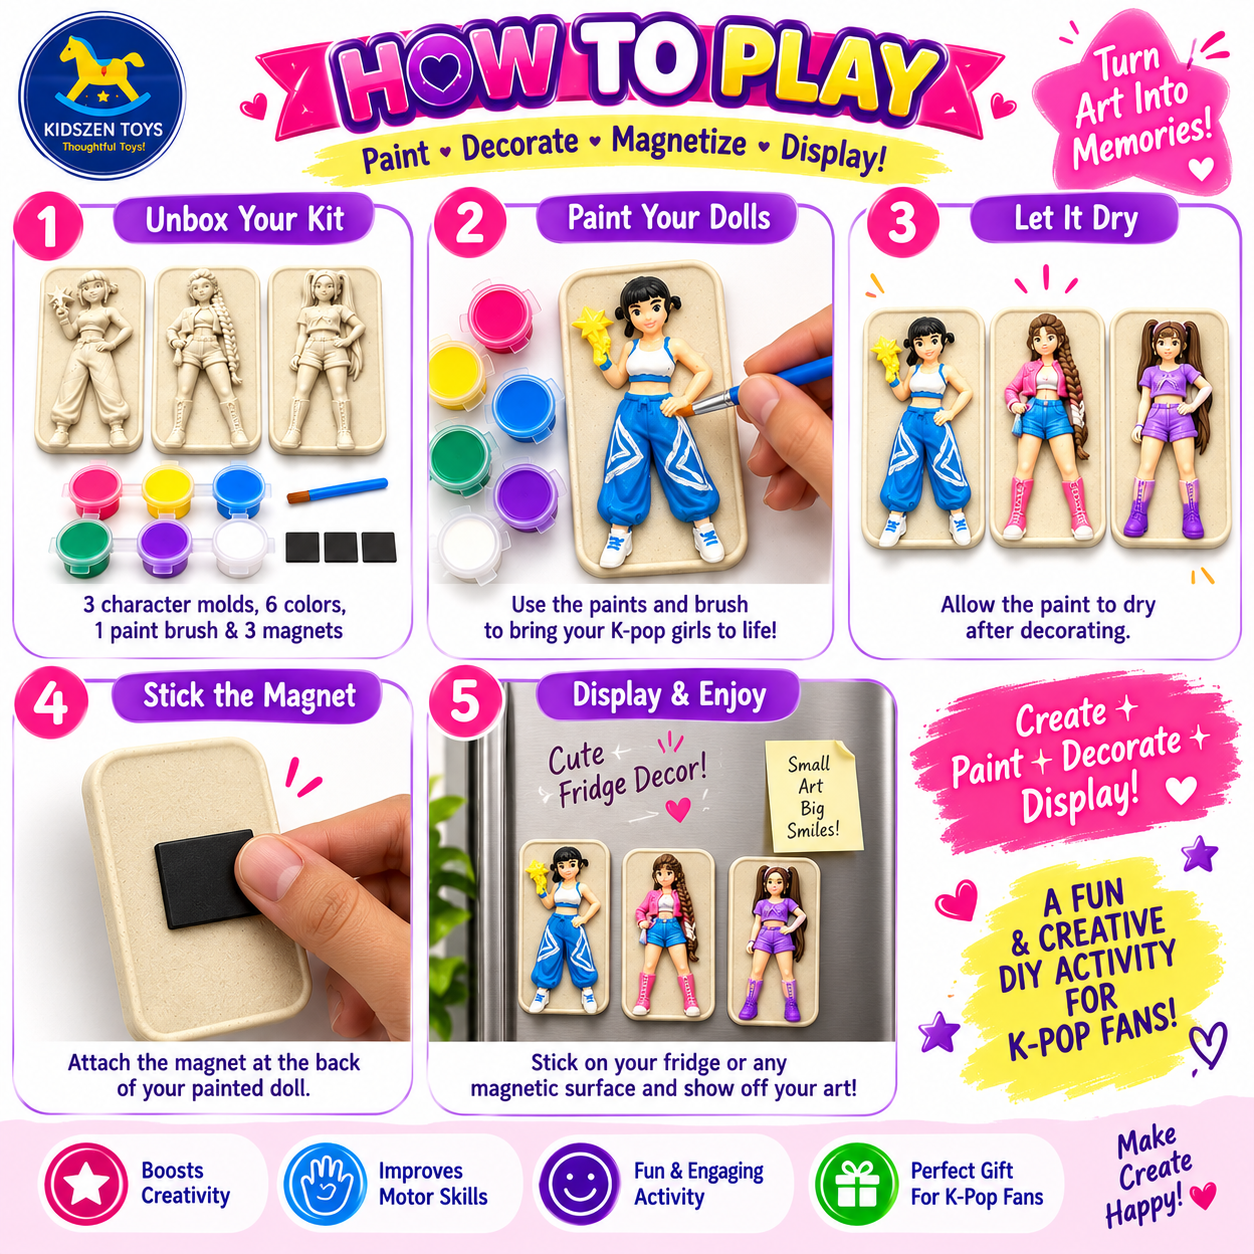 KIDSZEN TOYS
Thoughtful Toys!
HOW TO PLAY
Paint ♥ Decorate ♥ Magnetize ♥ Display!
Turn
Art Into
Memories!
1
Unbox Your Kit
3 character molds, 6 colors,
1 paint brush & 3 magnets
2
Paint Your Dolls
Use the paints and brush
to bring your K-pop girls to life!
3
Let It Dry
Allow the paint to dry
after decorating.
4
Stick the Magnet
Attach the magnet at the back
of your painted doll.
5
Display & Enjoy
Cute
Fridge Decor!
Small
Art
Big
Smiles!
Stick on your fridge or any
magnetic surface and show off your art!
Create
Paint Decorate
Display!
A FUN
& CREATIVE
DIY ACTIVITY
FOR
K-POP FANS!
Boosts
Creativity
Improves
Motor Skills
Fun & Engaging
Activity
Perfect Gift
For K-Pop Fans
Make
Create
Happy!